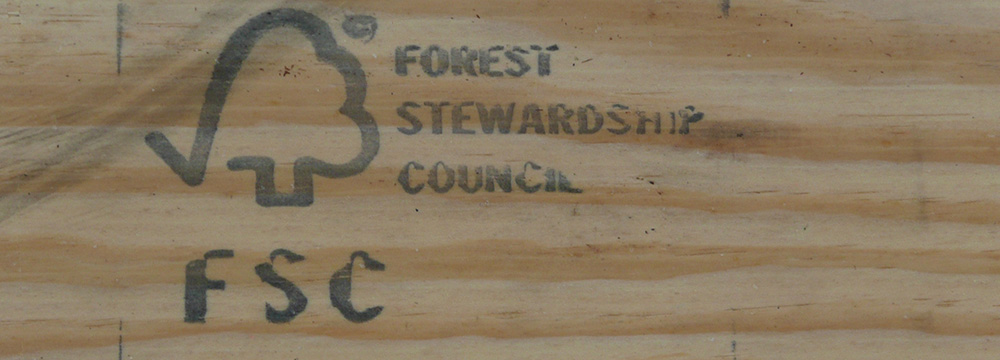 FOREST
STEWARDSHIP
COUNCIL
FSC